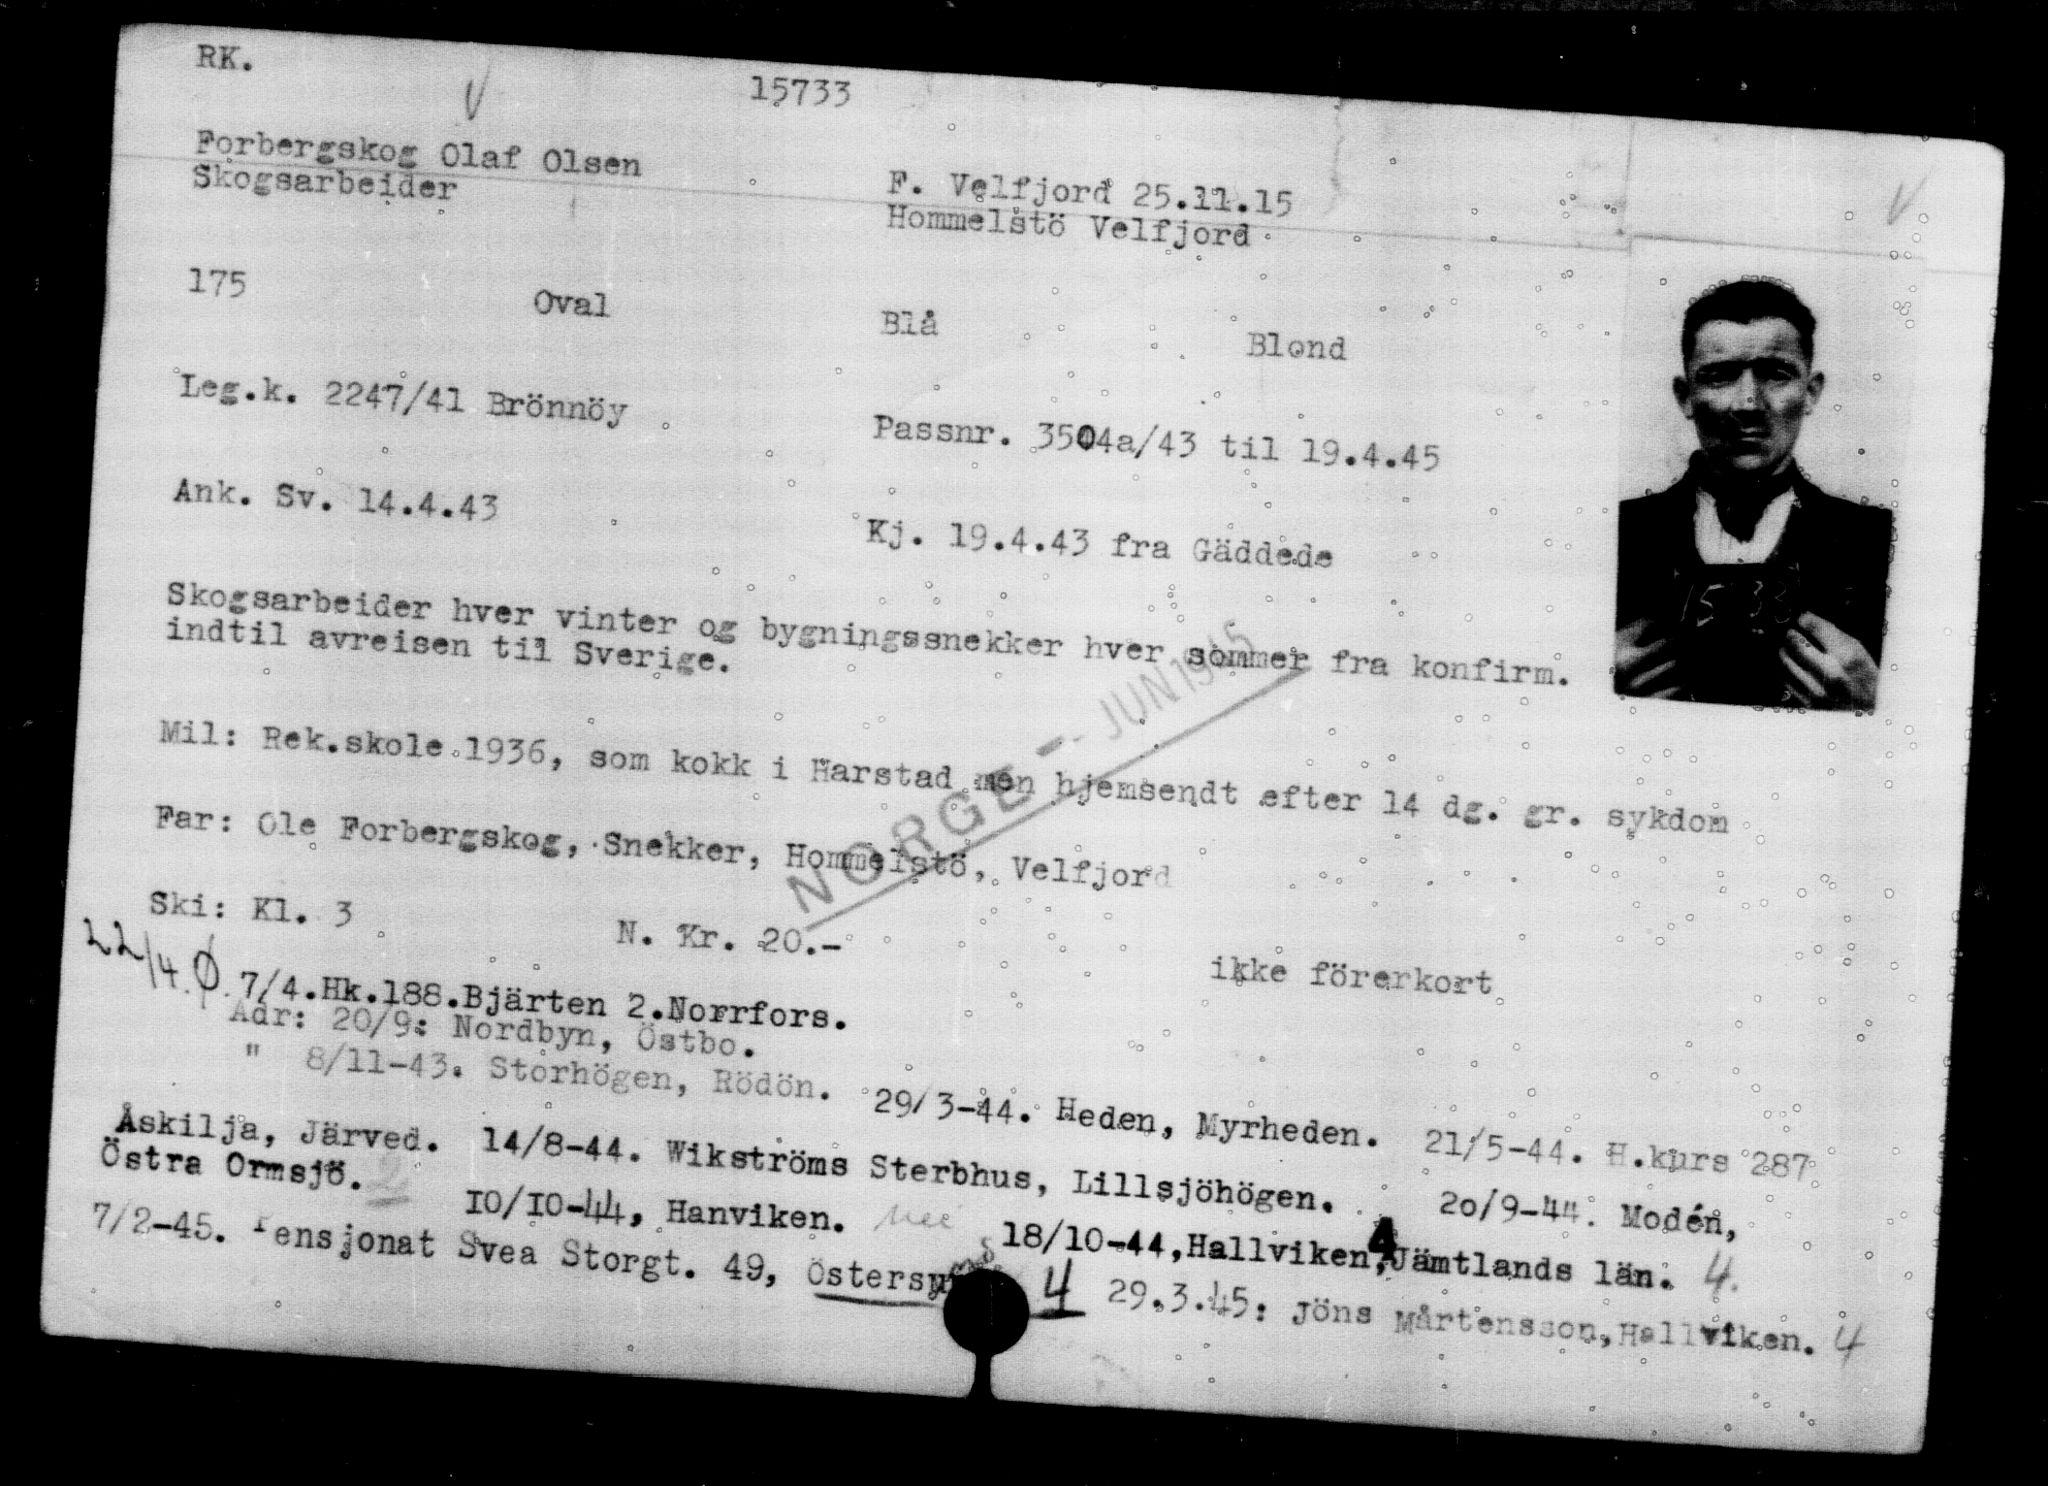 RK.
15733
Forbergskog Olaf Olsen
Skogsarbeider
F. Velfjord 25.11.15
Hommelstö Velfjord
175
Oval
Blå
Blond
Leg.k. 2247/41 Brönnöy
Passnr. 3504a/43 til 19.4.45
Ank. Sv. 14.4.43
Kj. 19.4.43 fra Gäddede
Skogsarbeider hver vinter og bygningssnekker hver sommer fra konfirm.
indtil avreisen til Sverige.
NORGE - JUN 1945
Mil: Rek.skole 1936, som kokk i Harstad men hjemsendt efter 14 dg. gr. sykdom
Far: Ole Forbergskog, Snekker, Hommelstö, Velfjord
Ski: Kl. 3
N. Kr. 20.-
ikke förerkort
22/4. Ø 7/4.Hk.188.Bjärten 2.Norrfors.
Adr: 20/9: Nordbyn, Östbo.
" 8/11-43. Storhögen, Rödön. 29/3-44. Heden, Myrheden. 21/5-44. H.kurs 287
Åskilja, Järved. 14/8-44. Wikströms Sterbhus, Lillsjöhögen. 20/9-44. Modén,
Östra Ormsjö. 2 10/10-44, Hanviken. 18/10-44,Hallviken,Jämtlands län. 4.
7/2-45. Pensjonat Svea Storgt. 49, Östersund 4 29.3.45: Jöns Mårtensson,Hallviken. 4